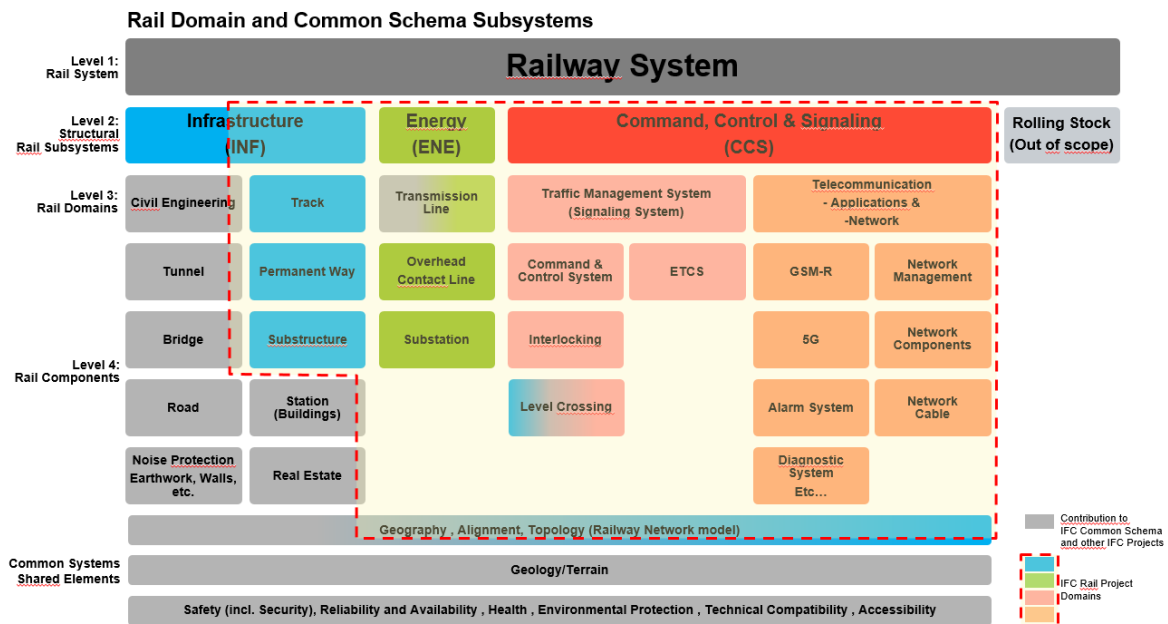 Rail Domain and Common Schema Subsystems
Level 1:
Rail System
Railway System
Level 2:
Structural
Rail Subsystems
Infrastructure
(INF)
Energy
(ENE)
Command, Control & Signaling
(CCS)
Rolling Stock
(Out of scope)
Level 3:
Rail Domains
Civil Engineering
Track
Transmission
Line
Traffic Management System
(Signaling System)
Telecommunication
- Applications &
-Network
Tunnel
Permanent Way
Overhead
Contact Line
Command &
Control System
ETCS
GSM-R
Network
Management
Level 4:
Rail Components
Bridge
Substructure
Substation
Interlocking
5G
Network
Components
Road
Station
(Buildings)
Level Crossing
Alarm System
Network
Cable
Noise Protection
Earthwork, Walls,
etc.
Real Estate
Diagnostic
System
Etc…
Geography , Alignment, Topology (Railway Network model)
Common Systems
Shared Elements
Geology/Terrain
Safety (incl. Security), Reliability and Availability , Health , Environmental Protection , Technical Compatibility , Accessibility
Contribution to
IFC Common Schema
and other IFC Projects
IFC Rail Project
Domains